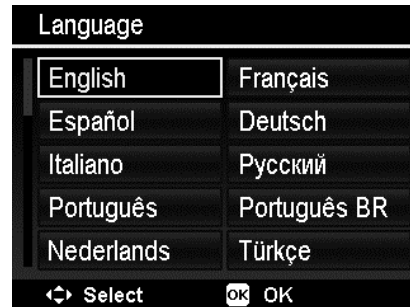 Language
English Français
Español Deutsch
Italiano Русский
Português Português BR
Nederlands Türkçe
Select OK OK